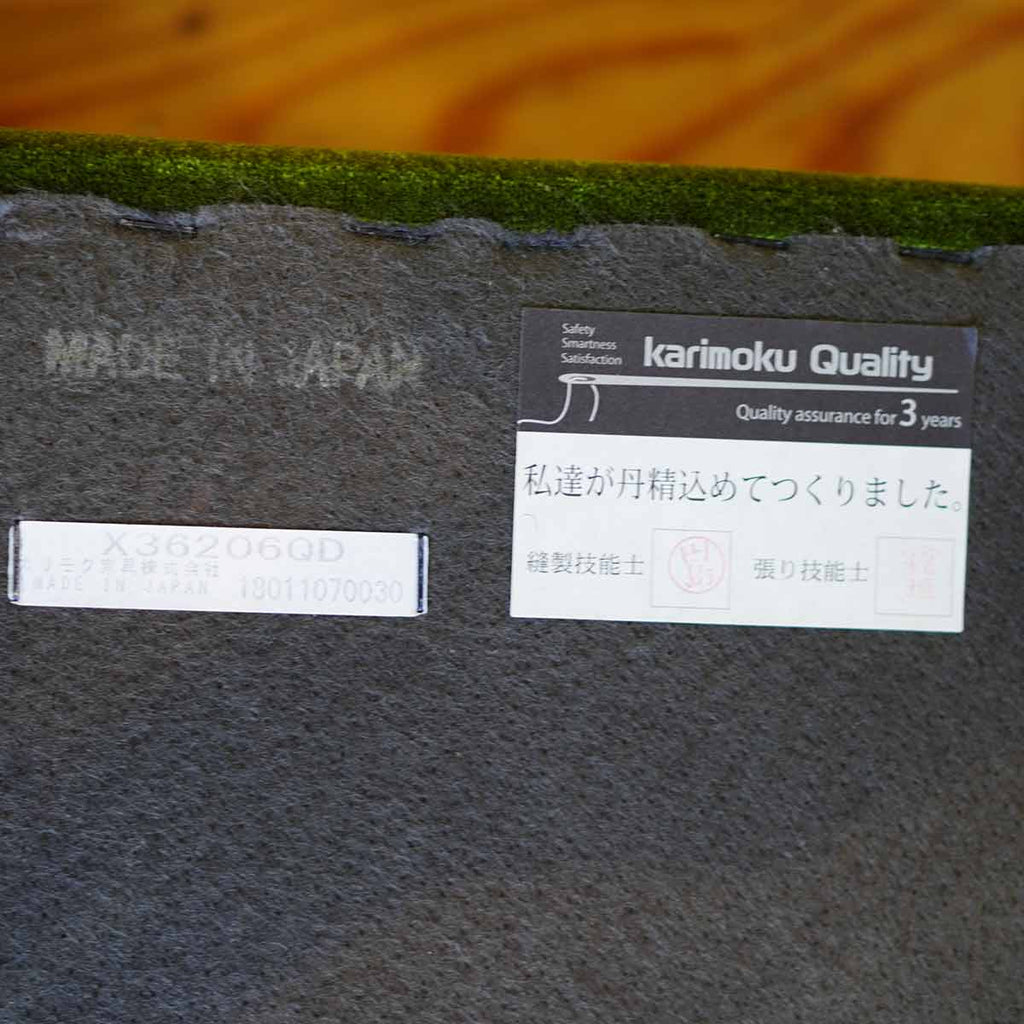 MADE IN JAPAN
Safety
Smartness
Satisfaction
karimoku Quality
Quality assurance for 3 years
私達が丹精込めてつくりました。
縫製技能士
張り技能士
X36206QD
カリモク家具株式会社
MADE IN JAPAN 18011070030